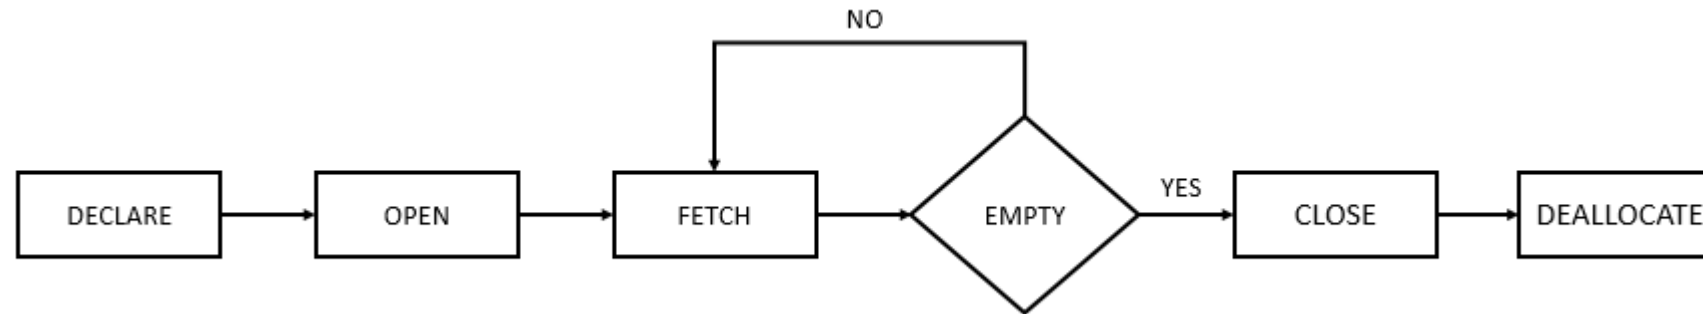 NO
DECLARE
OPEN
FETCH
EMPTY
YES
CLOSE
DEALLOCATE